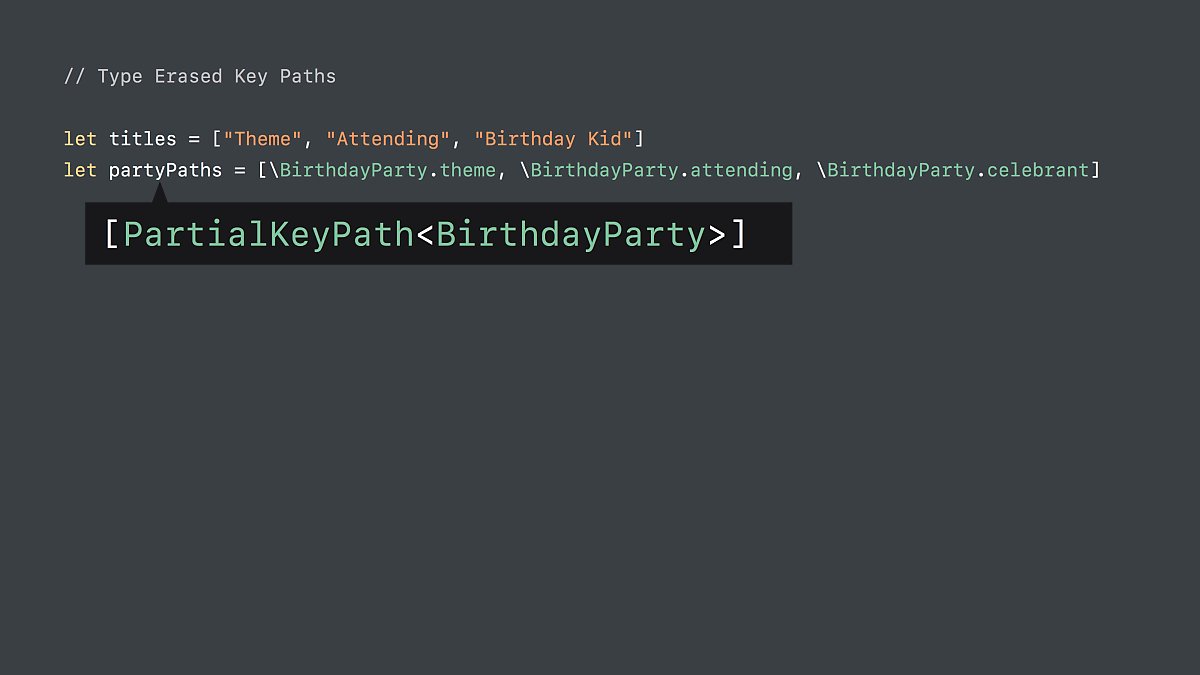 // Type Erased Key Paths
let titles = ["Theme", "Attending", "Birthday Kid"]
let partyPaths = [\BirthdayParty.theme, \BirthdayParty.attending, \BirthdayParty.celebrant]
[PartialKeyPath<BirthdayParty>]